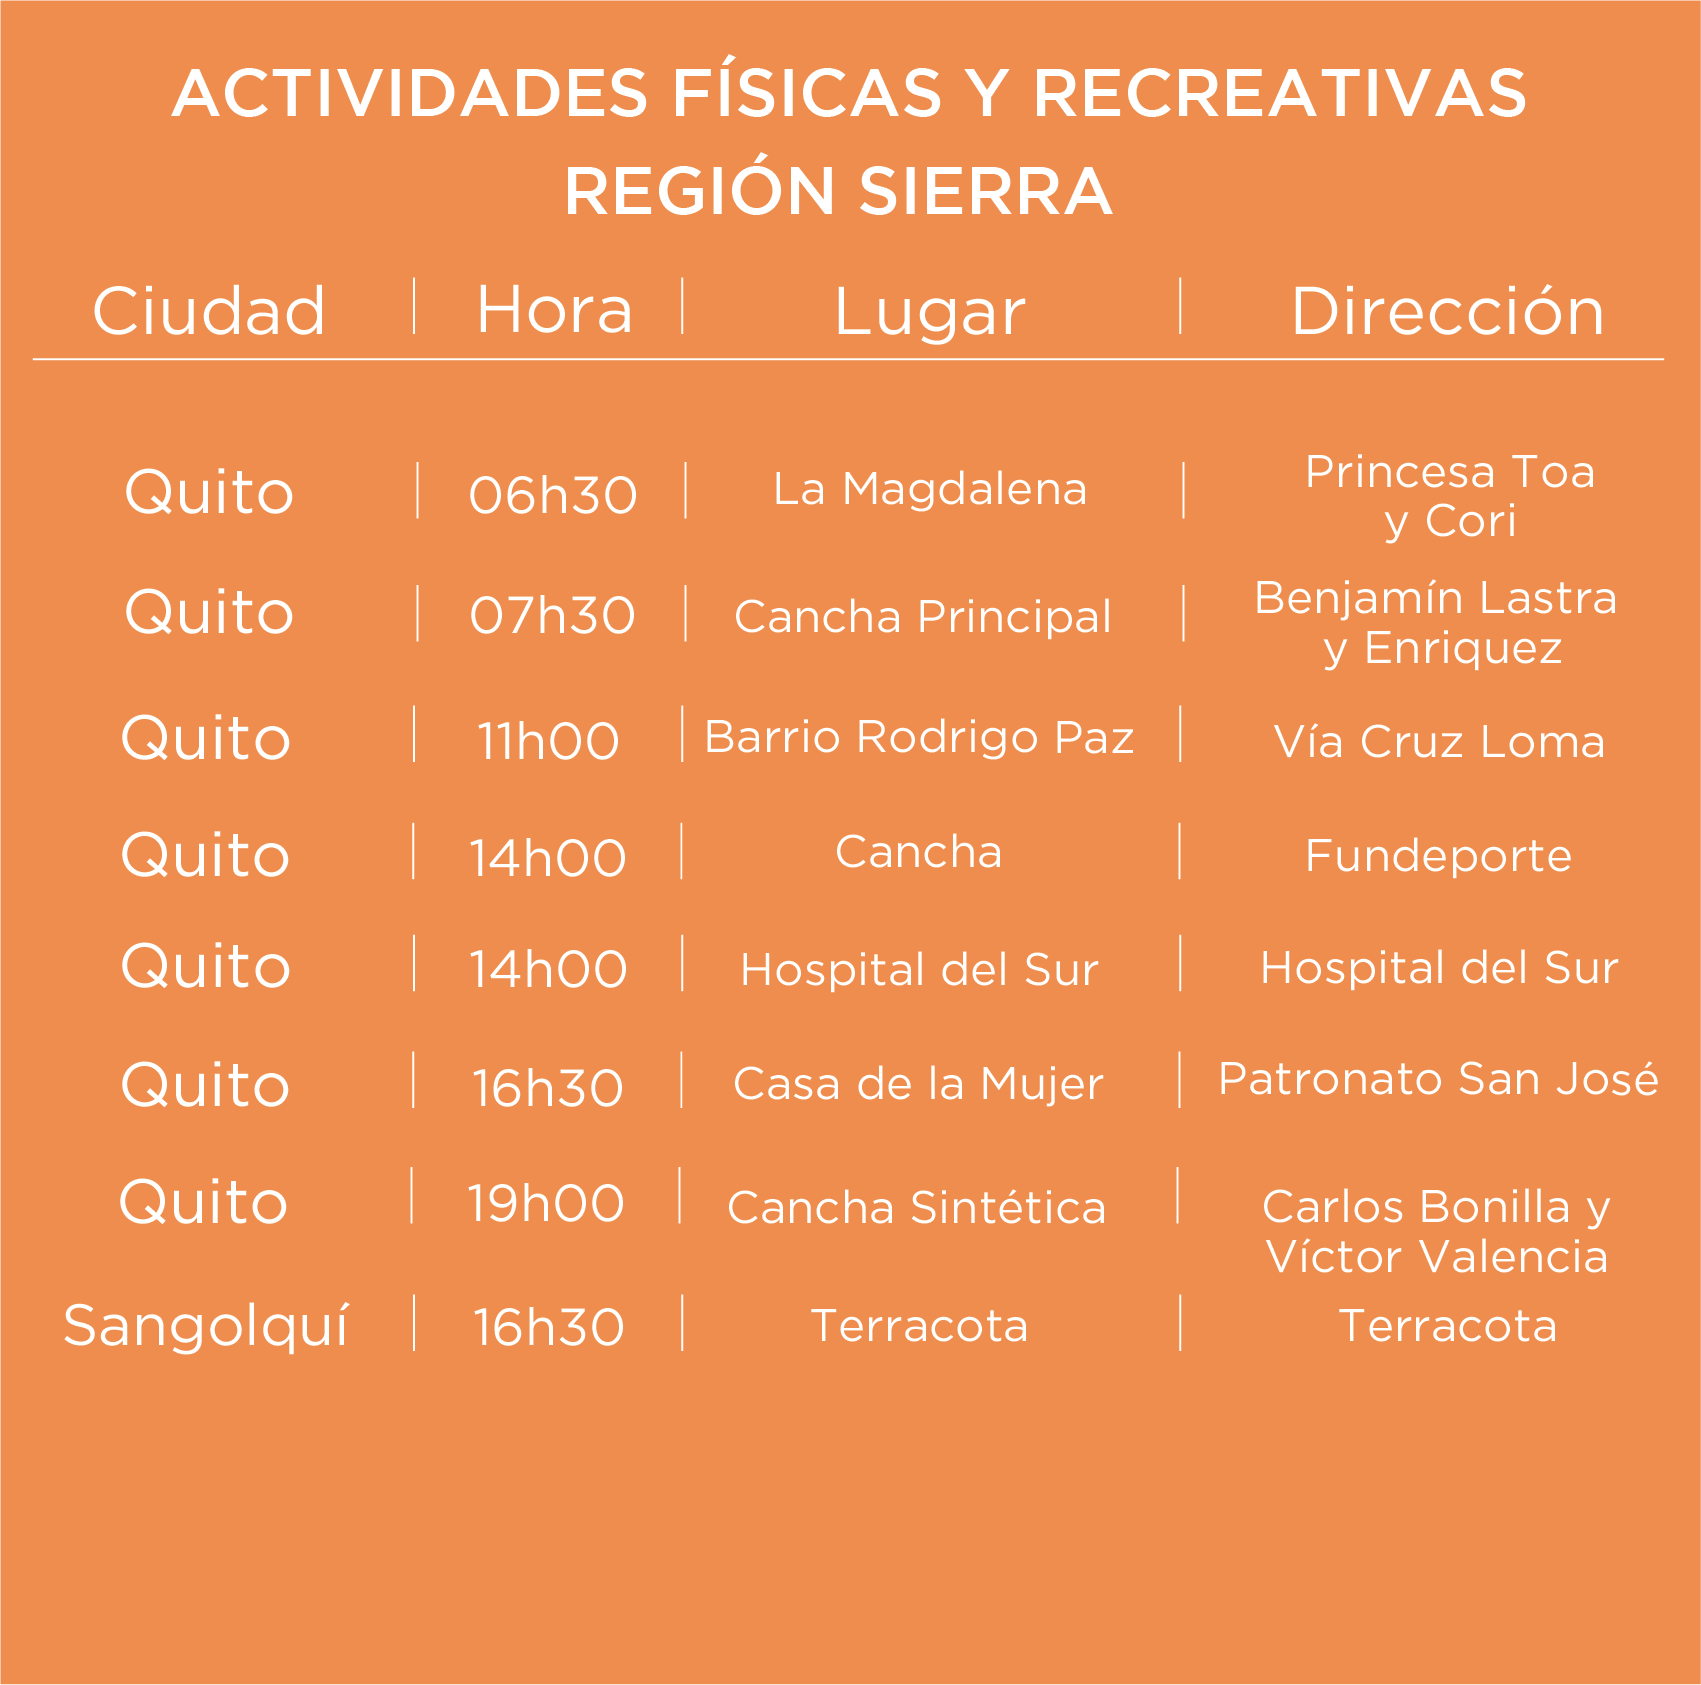 ACTIVIDADES FÍSICAS Y RECREATIVAS
REGIÓN SIERRA
Ciudad | Hora | Lugar | Dirección
Quito | 06h30 | La Magdalena | Princesa Toa
y Cori
Quito | 07h30 | Cancha Principal | Benjamín Lastra
y Enriquez
Quito | 11h00 | Barrio Rodrigo Paz | Vía Cruz Loma
Quito | 14h00 | Cancha | Fundeporte
Quito | 14h00 | Hospital del Sur | Hospital del Sur
Quito | 16h30 | Casa de la Mujer | Patronato San José
Quito | 19h00 | Cancha Sintética | Carlos Bonilla y
Víctor Valencia
Sangolquí | 16h30 | Terracota | Terracota